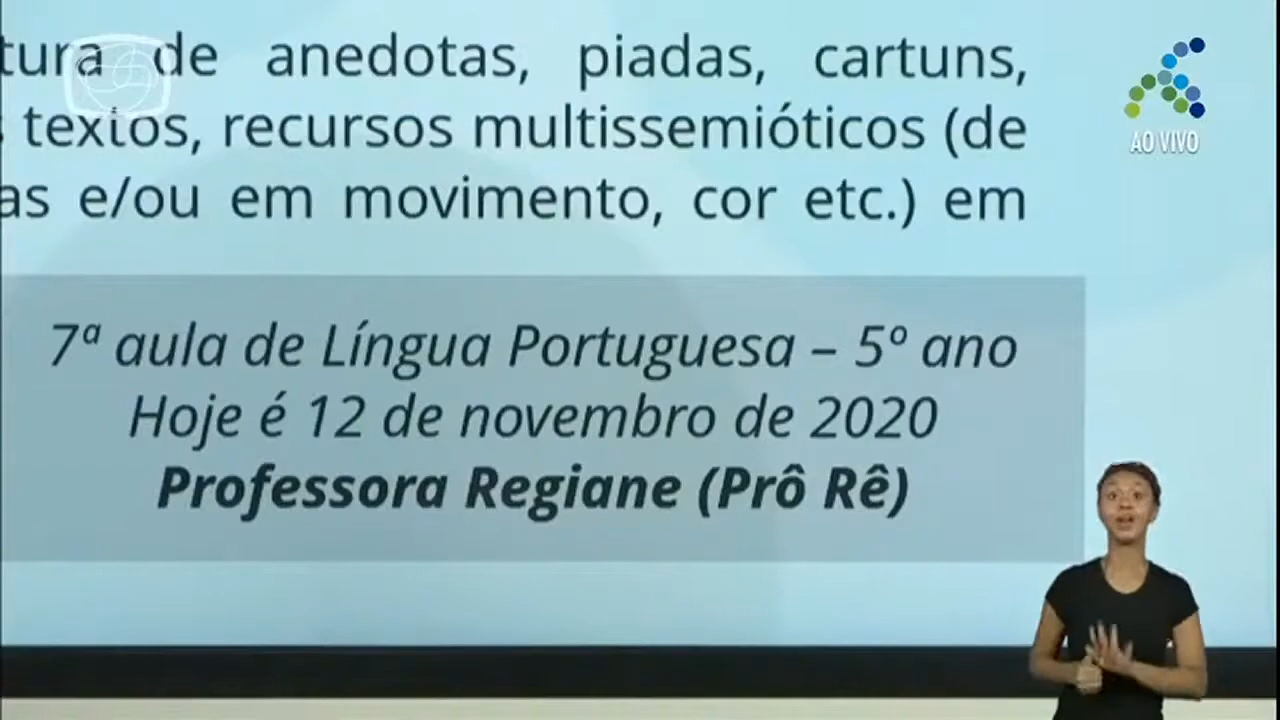 tura de anedotas, piadas, cartuns,
textos, recursos multissemióticos (de
as e/ou em movimento, cor etc.) em
7ª aula de Língua Portuguesa – 5º ano
Hoje é 12 de novembro de 2020
Professora Regiane (Prô Rê)
AO VIVO